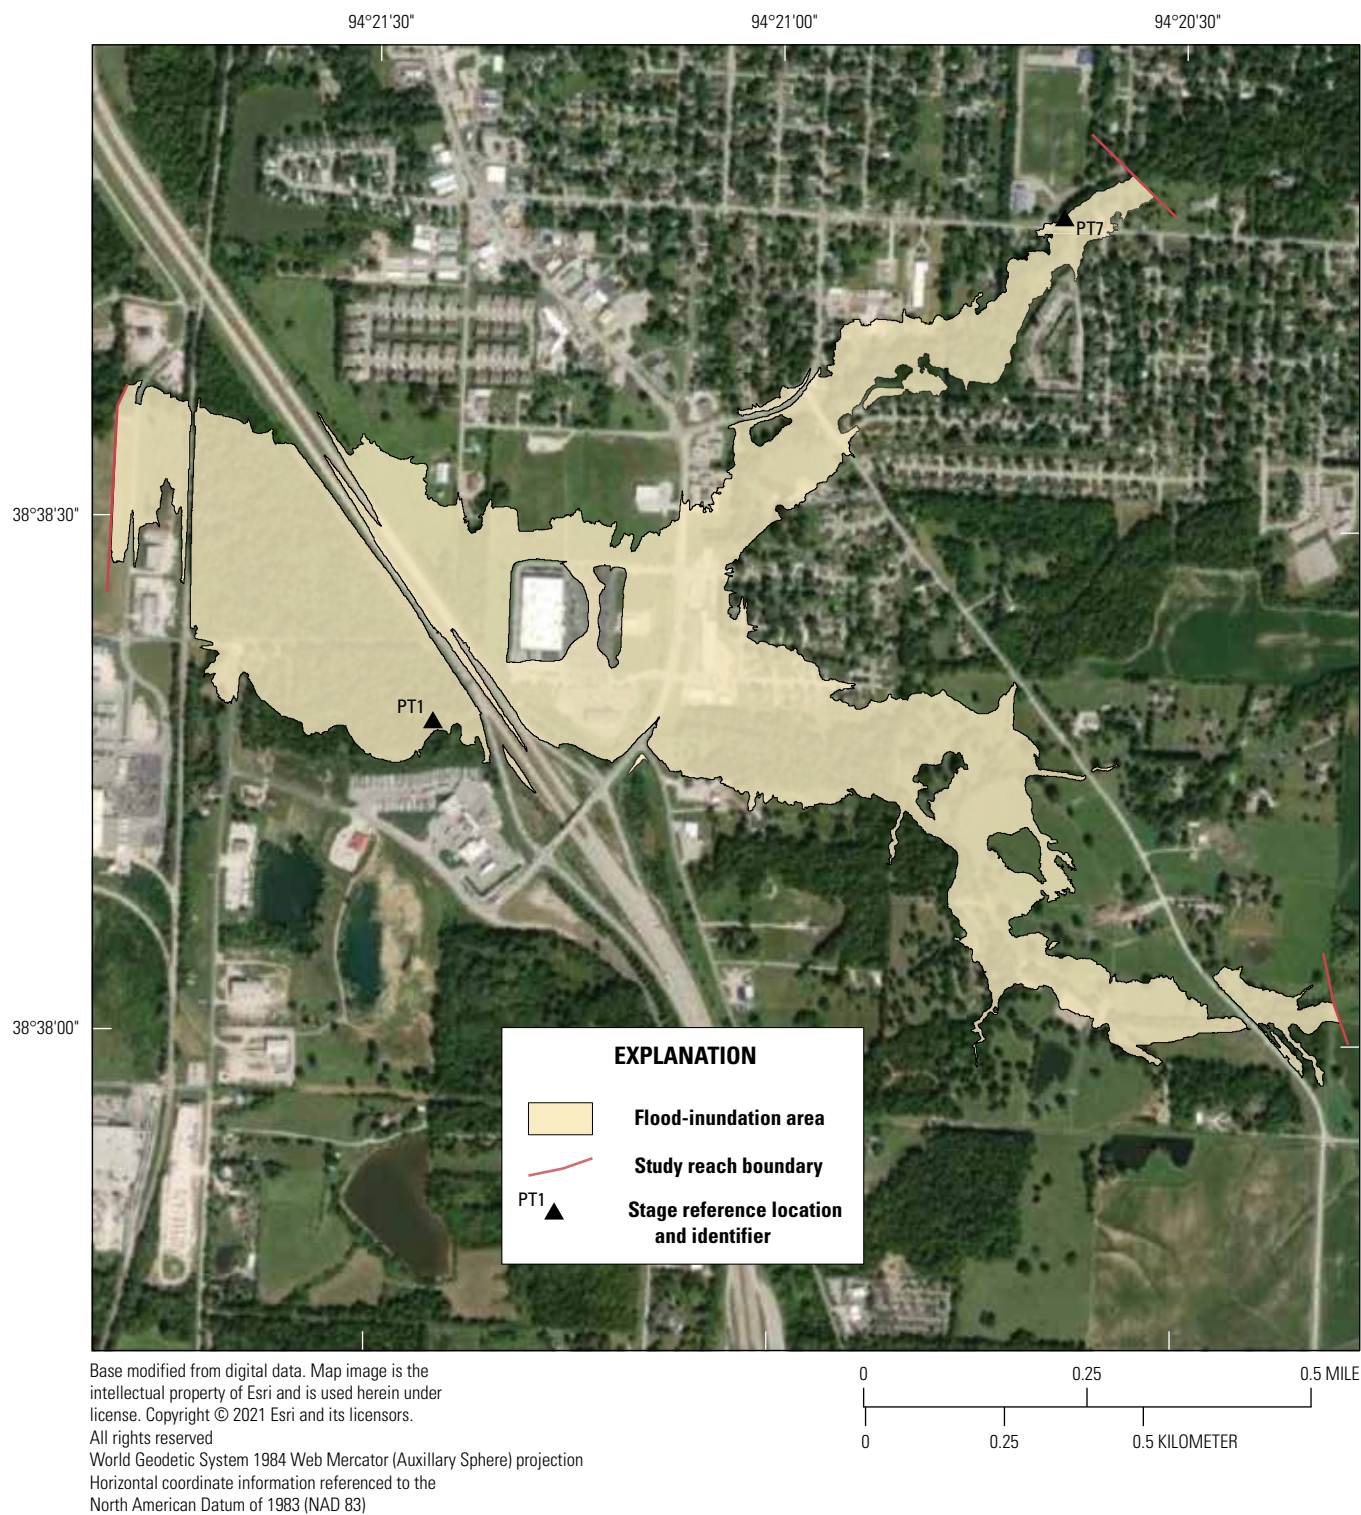 94°21'30"
94°21'00"
94°20'30"
PT7
38°38'30"
PT1
38°38'00"
EXPLANATION
Flood-inundation area
Study reach boundary
PT1
Stage reference location
and identifier
Base modified from digital data. Map image is the
intellectual property of Esri and is used herein under
license. Copyright © 2021 Esri and its licensors.
All rights reserved
World Geodetic System 1984 Web Mercator (Auxillary Sphere) projection
Horizontal coordinate information referenced to the
North American Datum of 1983 (NAD 83)
0 0.25 0.5 MILE
0 0.25 0.5 KILOMETER